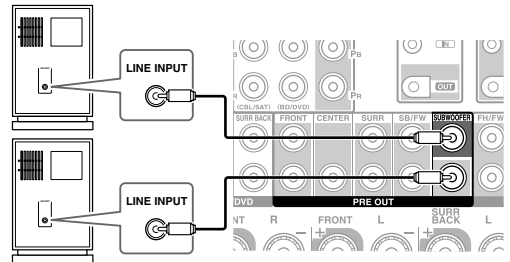 LINE INPUT
IN
PB
OUT
R
R
PR
(CBL/SAT) (BD/DVD)
SURR BACK FRONT CENTER SURR SB/FW SUBWOOFER FH/FW
LINE INPUT
DVD PRE OUT
R FRONT L SURR BACK L